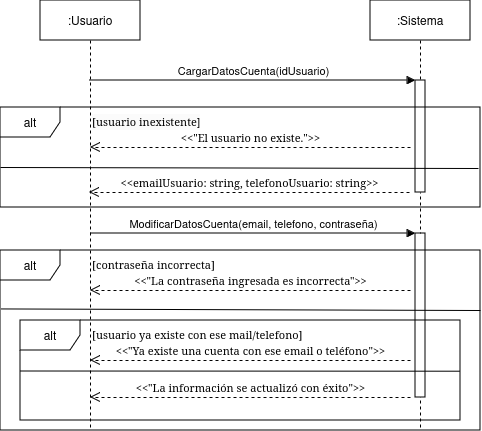 :Usuario
:Sistema
CargarDatosCuenta(idUsuario)
alt
[usuario inexistente]
<<"El usuario no existe.">>
<<emailUsuario: string, telefonoUsuario: string>>
ModificarDatosCuenta(email, telefono, contraseña)
alt
[contraseña incorrecta]
<<"La contraseña ingresada es incorrecta">>
alt
[usuario ya existe con ese mail/telefono]
<<"Ya existe una cuenta con ese email o teléfono">>
<<"La información se actualizó con éxito">>